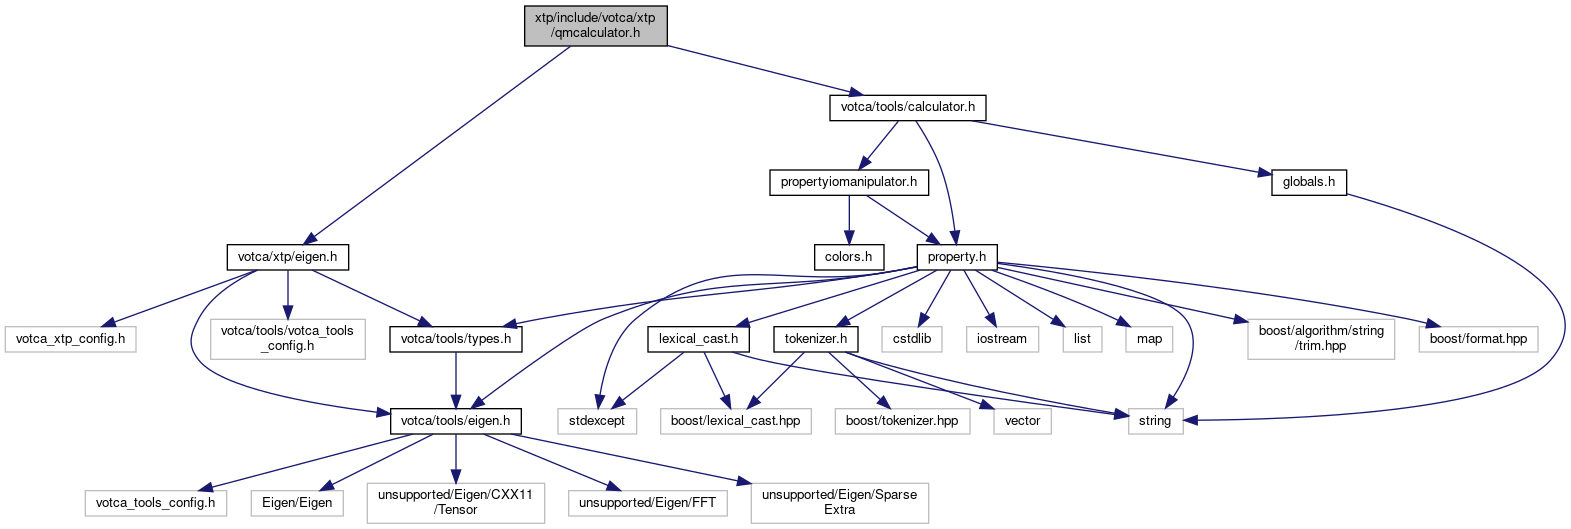 xtp/include/votca/xtp
/qmcalculator.h
votca/tools/calculator.h
propertyiomanipulator.h
globals.h
votca/xtp/eigen.h
colors.h
property.h
votca_xtp_config.h
votca/tools/votca_tools
_config.h
votca/tools/types.h
lexical_cast.h
tokenizer.h
cstdlib
iostream
list
map
boost/algorithm/string
/trim.hpp
boost/format.hpp
votca/tools/eigen.h
stdexcept
boost/lexical_cast.hpp
boost/tokenizer.hpp
vector
string
votca_tools_config.h
Eigen/Eigen
unsupported/Eigen/CXX11
/Tensor
unsupported/Eigen/FFT
unsupported/Eigen/Sparse
Extra